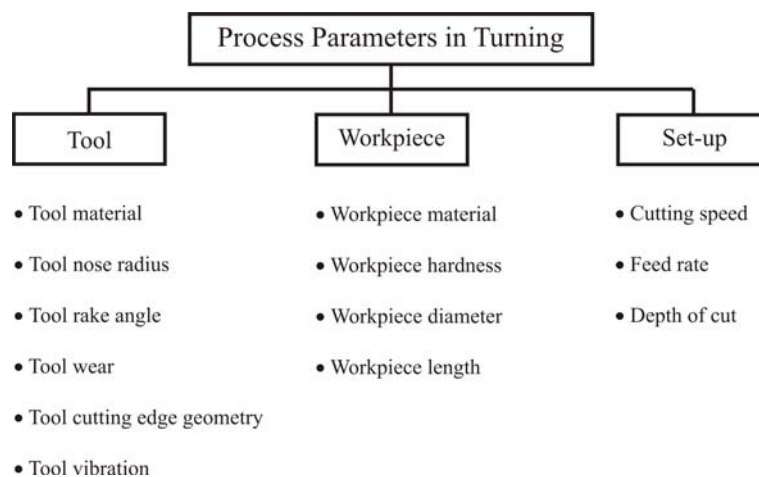 Process Parameters in Turning
Tool
Workpiece
Set-up
• Tool material
• Tool nose radius
• Tool rake angle
• Tool wear
• Tool cutting edge geometry
• Tool vibration
• Workpiece material
• Workpiece hardness
• Workpiece diameter
• Workpiece length
• Cutting speed
• Feed rate
• Depth of cut